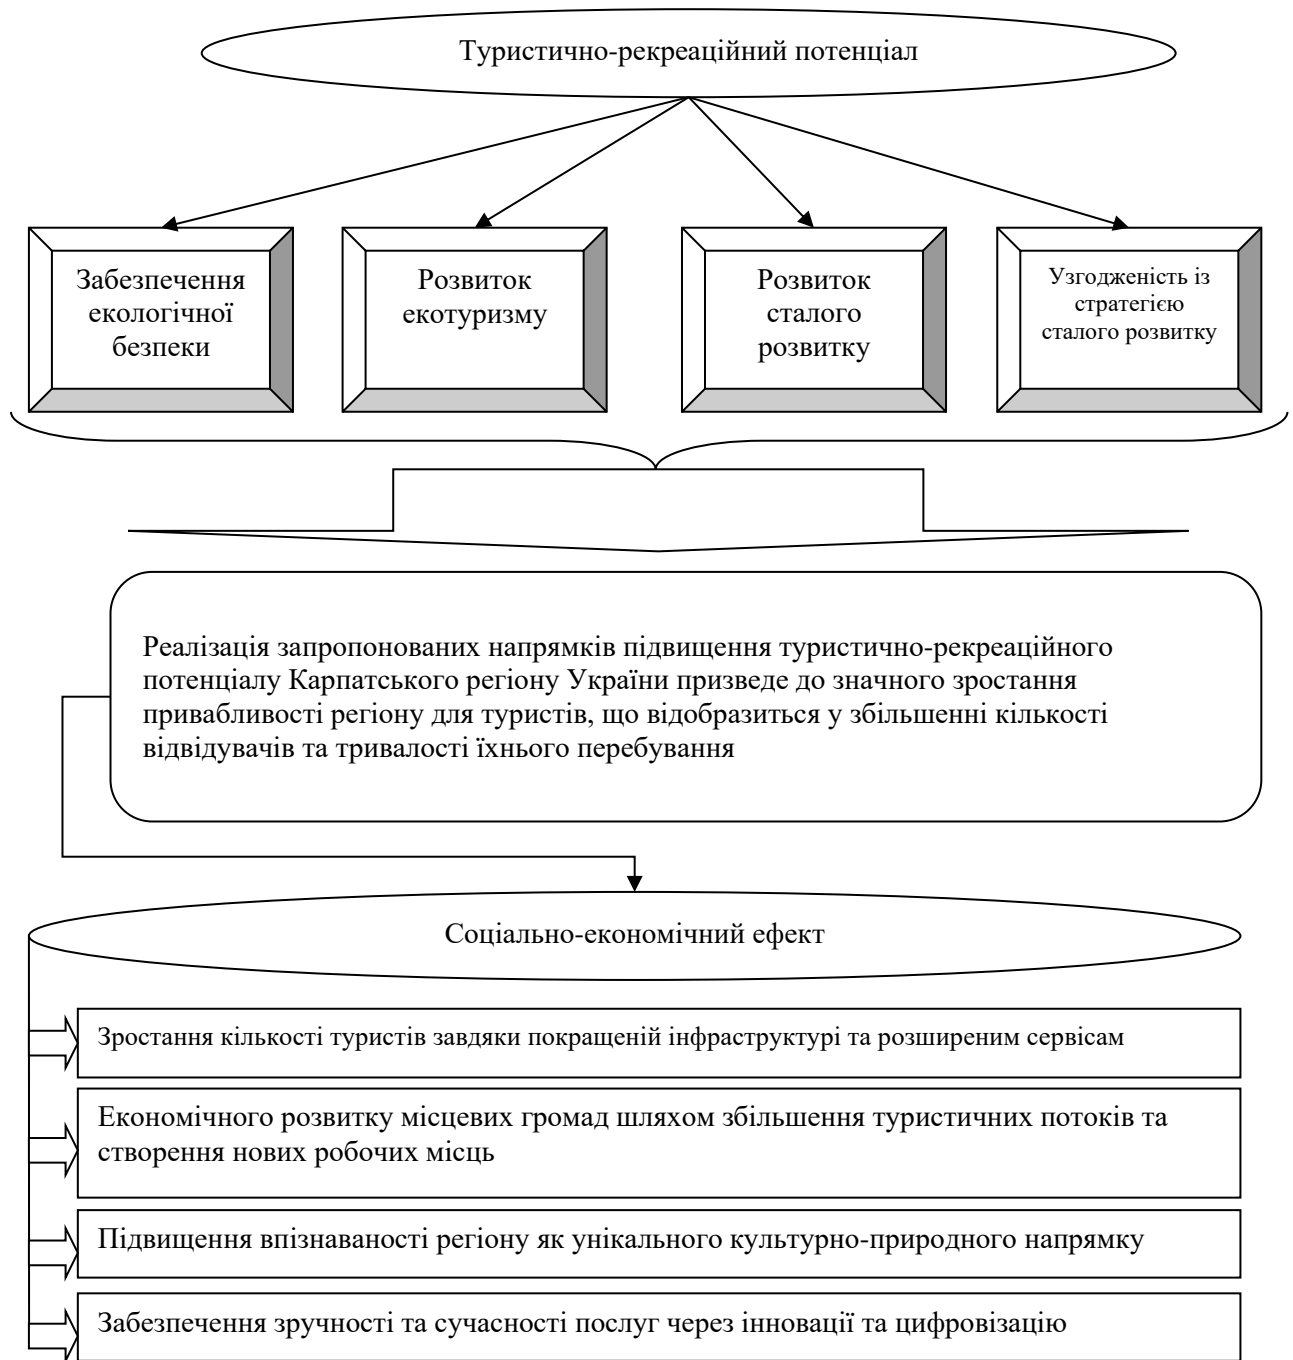 Туристично-рекреаційний потенціал
Забезпечення
екологічної
безпеки
Розвиток
екотуризму
Розвиток
сталого
розвитку
Узгодженість із
стратегією
сталого розвитку
Реалізація запропонованих напрямків підвищення туристично-рекреаційного
потенціалу Карпатського регіону України призведе до значного зростання
привабливості регіону для туристів, що відобразиться у збільшенні кількості
відвідувачів та тривалості їхнього перебування
Соціально-економічний ефект
Зростання кількості туристів завдяки покращеній інфраструктурі та розширеним сервісам
Економічного розвитку місцевих громад шляхом збільшення туристичних потоків та
створення нових робочих місць
Підвищення впізнаваності регіону як унікального культурно-природного напрямку
Забезпечення зручності та сучасності послуг через інновації та цифровізацію